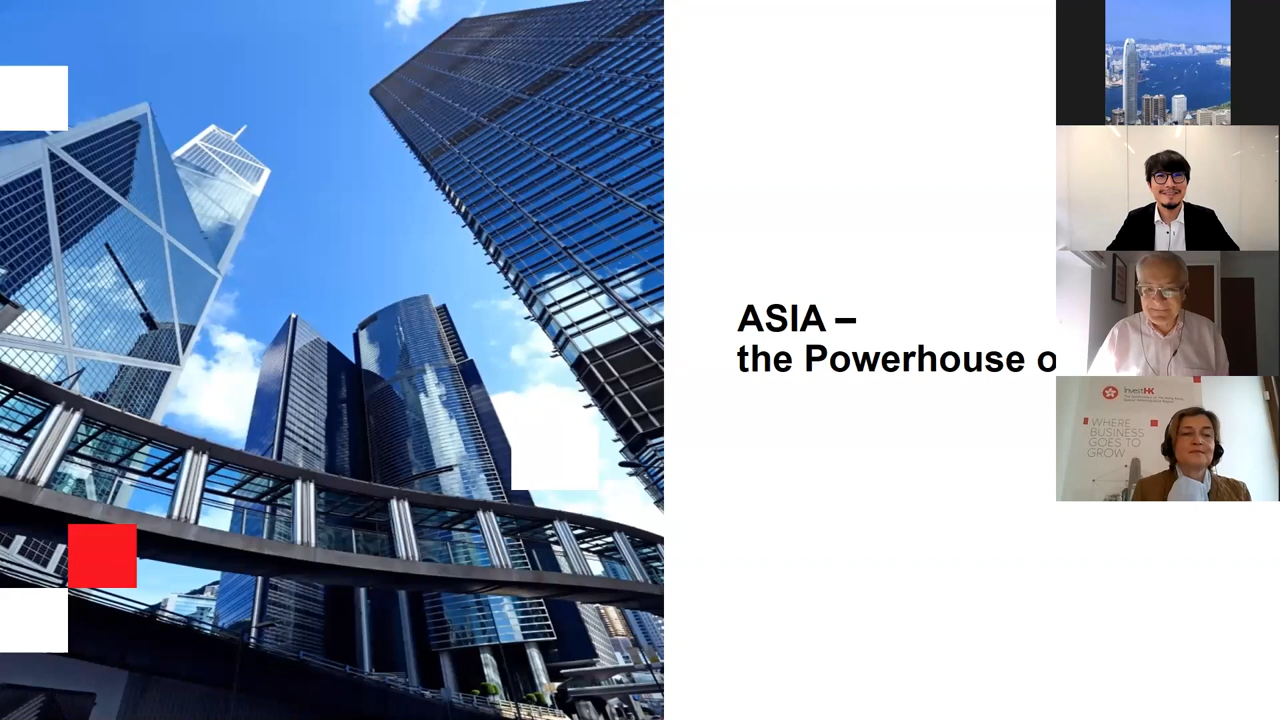 ASIA –
the Powerhouse o
InvestHK
WHERE
BUSINESS
GOES TO
GROW